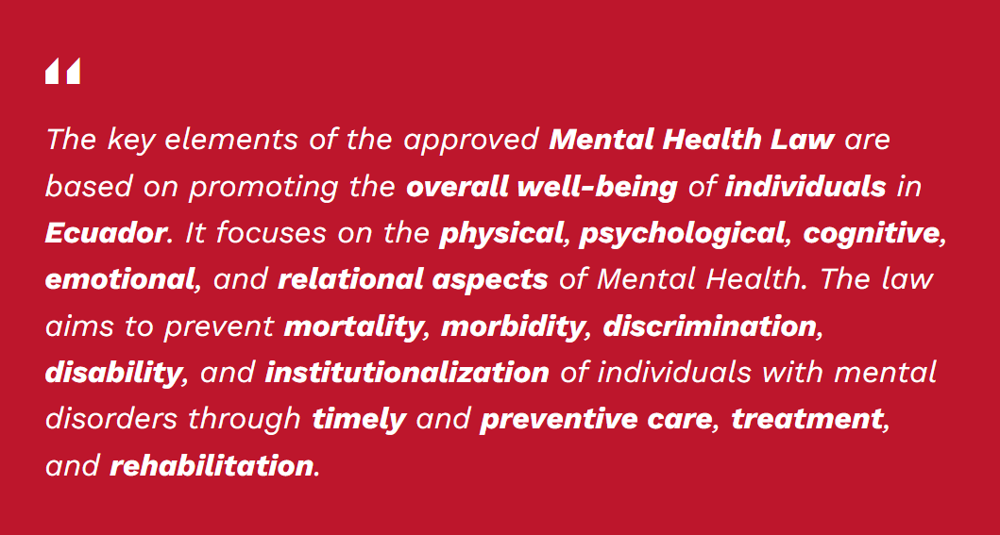 “
The key elements of the approved Mental Health Law are
based on promoting the overall well-being of individuals in
Ecuador. It focuses on the physical, psychological, cognitive,
emotional, and relational aspects of Mental Health. The law
aims to prevent mortality, morbidity, discrimination,
disability, and institutionalization of individuals with mental
disorders through timely and preventive care, treatment,
and rehabilitation.